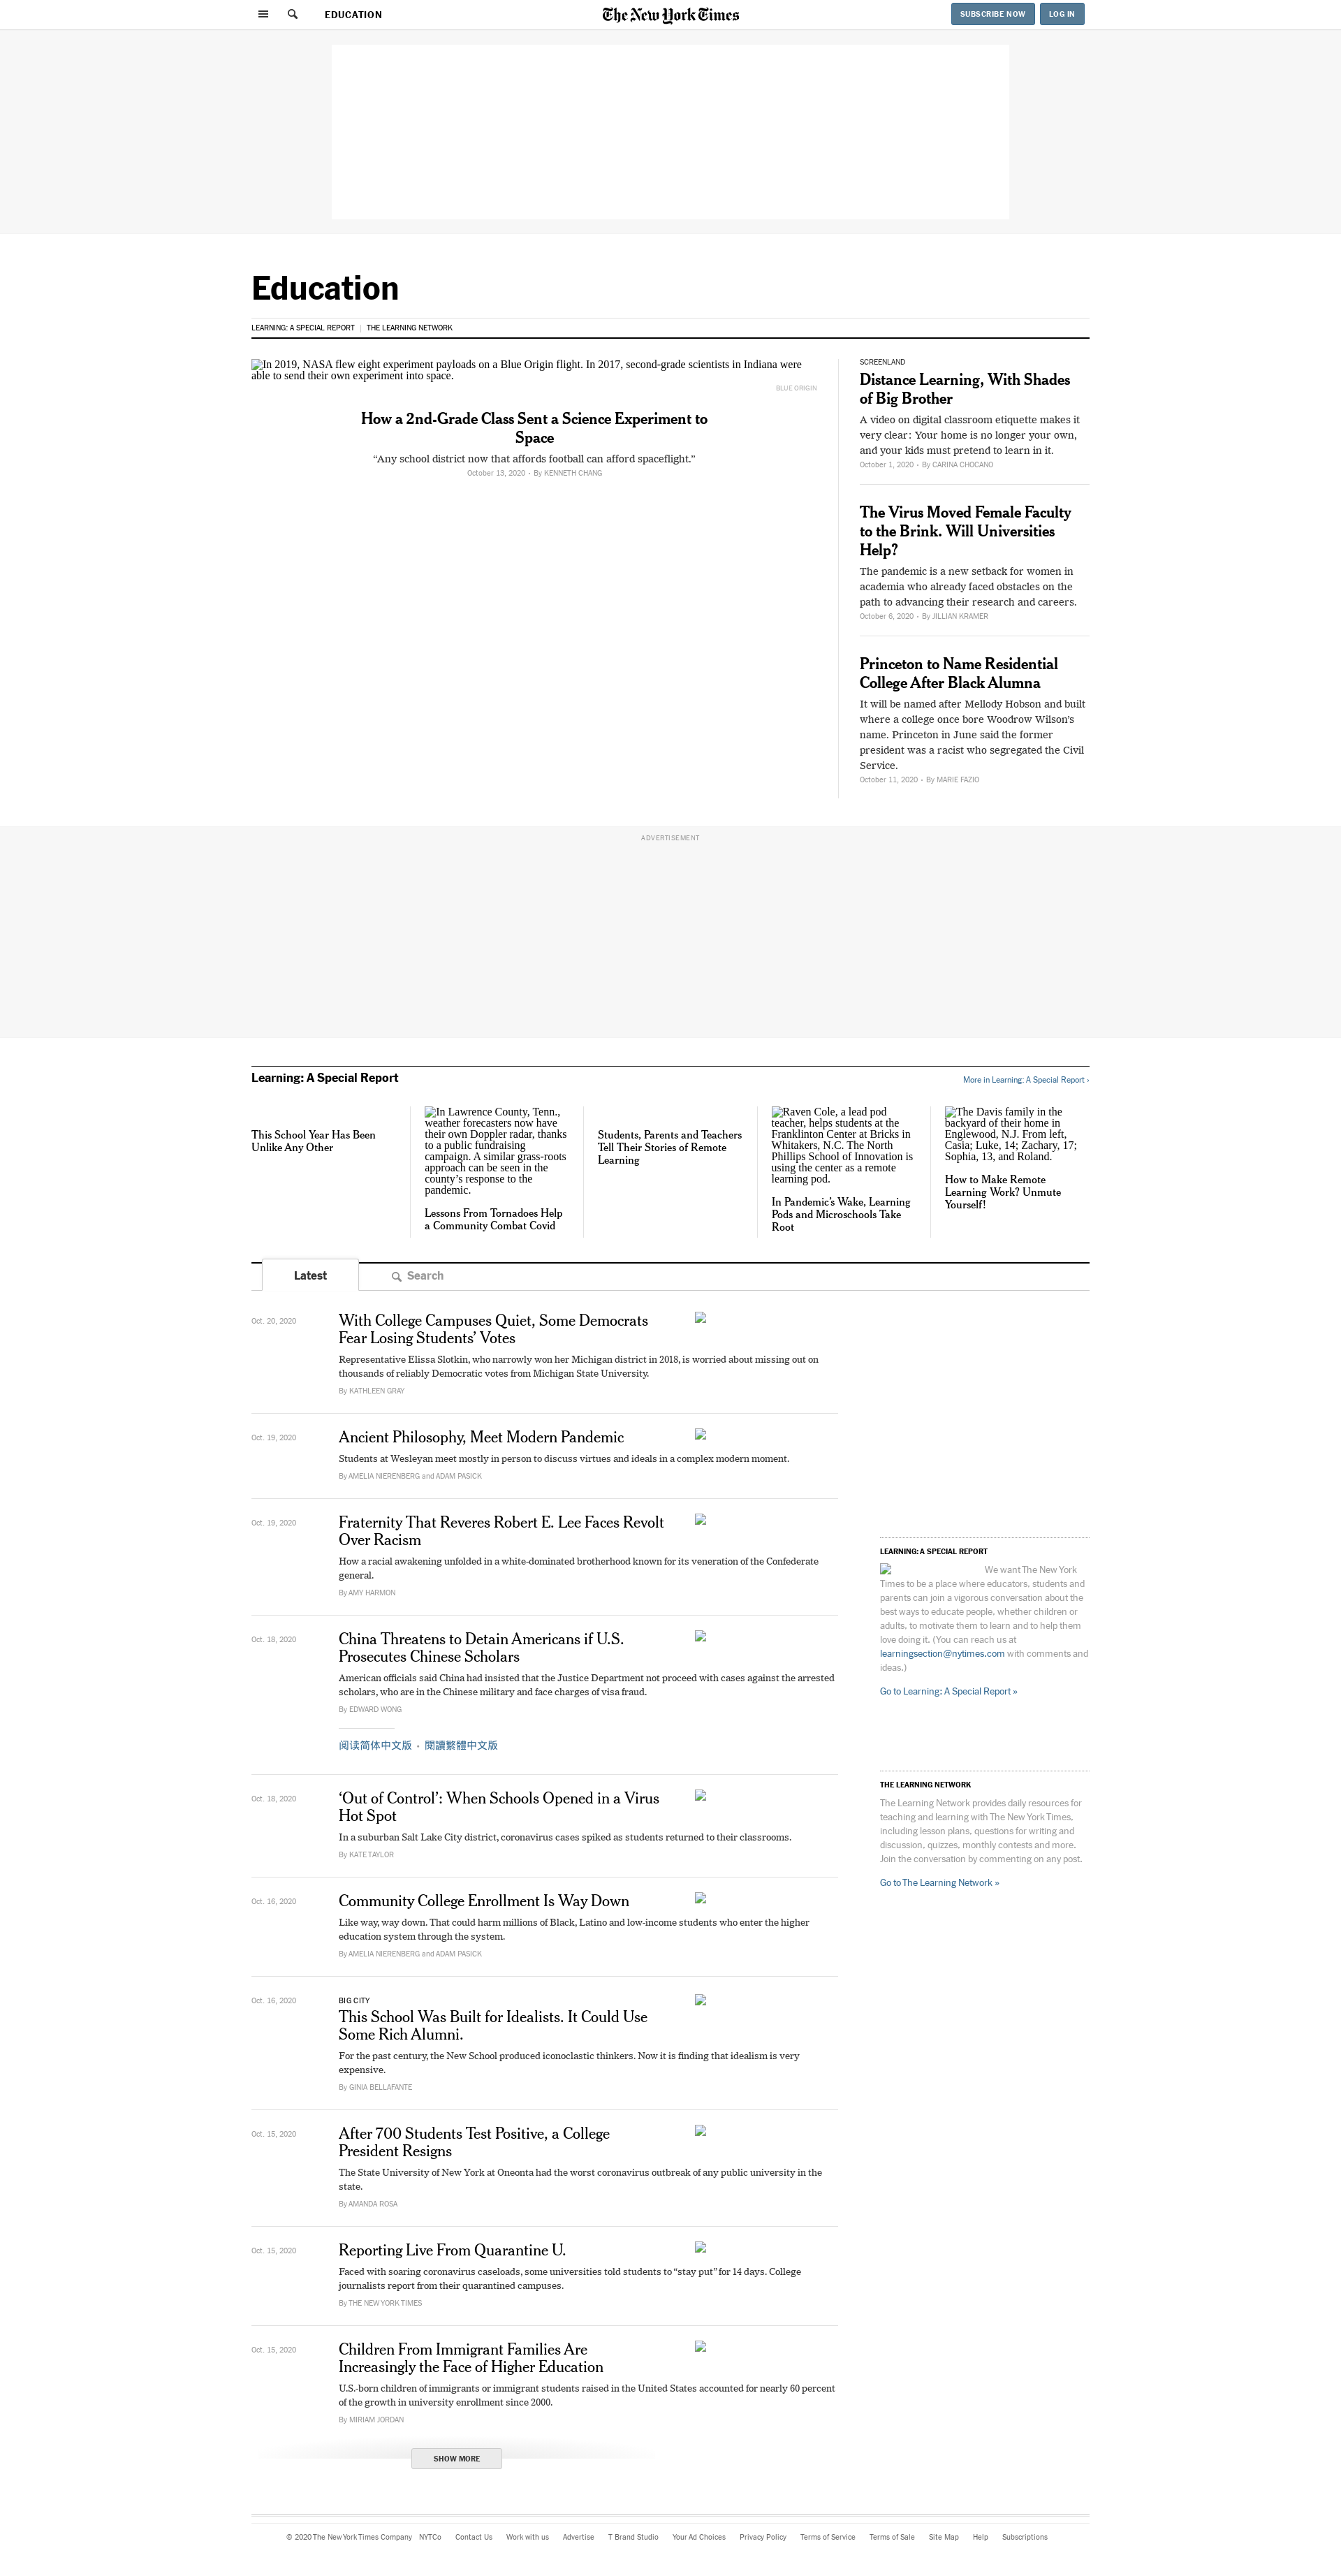 EDUCATION
The New York Times
SUBSCRIBE NOW
LOG IN
Education
LEARNING: A SPECIAL REPORT | THE LEARNING NETWORK
In 2019, NASA flew eight experiment payloads on a Blue Origin flight. In 2017, second-grade scientists in Indiana were
able to send their own experiment into space.
BLUE ORIGIN
How a 2nd-Grade Class Sent a Science Experiment to
Space
“Any school district now that affords football can afford spaceflight.”
October 13, 2020 • By KENNETH CHANG
SCREENLAND
Distance Learning, With Shades
of Big Brother
A video on digital classroom etiquette makes it
very clear: Your home is no longer your own,
and your kids must pretend to learn in it.
October 1, 2020 • By CARINA CHOCANO
The Virus Moved Female Faculty
to the Brink. Will Universities
Help?
The pandemic is a new setback for women in
academia who already faced obstacles on the
path to advancing their research and careers.
October 6, 2020 • By JILLIAN KRAMER
Princeton to Name Residential
College After Black Alumna
It will be named after Mellody Hobson and built
where a college once bore Woodrow Wilson’s
name. Princeton in June said the former
president was a racist who segregated the Civil
Service.
October 11, 2020 • By MARIE FAZIO
ADVERTISEMENT
Learning: A Special Report
More in Learning: A Special Report ›
This School Year Has Been
Unlike Any Other
In Lawrence County, Tenn.,
weather forecasters now have
their own Doppler radar, thanks
to a public fundraising
campaign. A similar grass-roots
approach can be seen in the
county’s response to the
pandemic.
Lessons From Tornadoes Help
a Community Combat Covid
Students, Parents and Teachers
Tell Their Stories of Remote
Learning
Raven Cole, a lead pod
teacher, helps students at the
Franklinton Center at Bricks in
Whitakers, N.C. The North
Phillips School of Innovation is
using the center as a remote
learning pod.
In Pandemic’s Wake, Learning
Pods and Microschools Take
Root
The Davis family in the
backyard of their home in
Englewood, N.J. From left,
Casia; Luke, 14; Zachary, 17;
Sophia, 13, and Roland.
How to Make Remote
Learning Work? Unmute
Yourself!
Latest
Search
Oct. 20, 2020
With College Campuses Quiet, Some Democrats
Fear Losing Students’ Votes
Representative Elissa Slotkin, who narrowly won her Michigan district in 2018, is worried about missing out on
thousands of reliably Democratic votes from Michigan State University.
By KATHLEEN GRAY
Oct. 19, 2020
Ancient Philosophy, Meet Modern Pandemic
Students at Wesleyan meet mostly in person to discuss virtues and ideals in a complex modern moment.
By AMELIA NIERENBERG and ADAM PASICK
Oct. 19, 2020
Fraternity That Reveres Robert E. Lee Faces Revolt
Over Racism
How a racial awakening unfolded in a white-dominated brotherhood known for its veneration of the Confederate
general.
By AMY HARMON
Oct. 18, 2020
China Threatens to Detain Americans if U.S.
Prosecutes Chinese Scholars
American officials said China had insisted that the Justice Department not proceed with cases against the arrested
scholars, who are in the Chinese military and face charges of visa fraud.
By EDWARD WONG
阅读简体中文版 • 閱讀繁體中文版
Oct. 18, 2020
‘Out of Control’: When Schools Opened in a Virus
Hot Spot
In a suburban Salt Lake City district, coronavirus cases spiked as students returned to their classrooms.
By KATE TAYLOR
Oct. 16, 2020
Community College Enrollment Is Way Down
Like way, way down. That could harm millions of Black, Latino and low-income students who enter the higher
education system through the system.
By AMELIA NIERENBERG and ADAM PASICK
Oct. 16, 2020
BIG CITY
This School Was Built for Idealists. It Could Use
Some Rich Alumni.
For the past century, the New School produced iconoclastic thinkers. Now it is finding that idealism is very
expensive.
By GINIA BELLAFANTE
Oct. 15, 2020
After 700 Students Test Positive, a College
President Resigns
The State University of New York at Oneonta had the worst coronavirus outbreak of any public university in the
state.
By AMANDA ROSA
Oct. 15, 2020
Reporting Live From Quarantine U.
Faced with soaring coronavirus caseloads, some universities told students to “stay put” for 14 days. College
journalists report from their quarantined campuses.
By THE NEW YORK TIMES
Oct. 15, 2020
Children From Immigrant Families Are
Increasingly the Face of Higher Education
U.S.-born children of immigrants or immigrant students raised in the United States accounted for nearly 60 percent
of the growth in university enrollment since 2000.
By MIRIAM JORDAN
SHOW MORE
LEARNING: A SPECIAL REPORT
We want The New York
Times to be a place where educators, students and
parents can join a vigorous conversation about the
best ways to educate people, whether children or
adults, to motivate them to learn and to help them
love doing it. (You can reach us at
learningsection@nytimes.com with comments and
ideas.)
Go to Learning: A Special Report »
THE LEARNING NETWORK
The Learning Network provides daily resources for
teaching and learning with The New York Times,
including lesson plans, questions for writing and
discussion, quizzes, monthly contests and more.
Join the conversation by commenting on any post.
Go to The Learning Network »
© 2020 The New York Times Company NYTCo Contact Us Work with us Advertise T Brand Studio Your Ad Choices Privacy Policy Terms of Service Terms of Sale Site Map Help Subscriptions